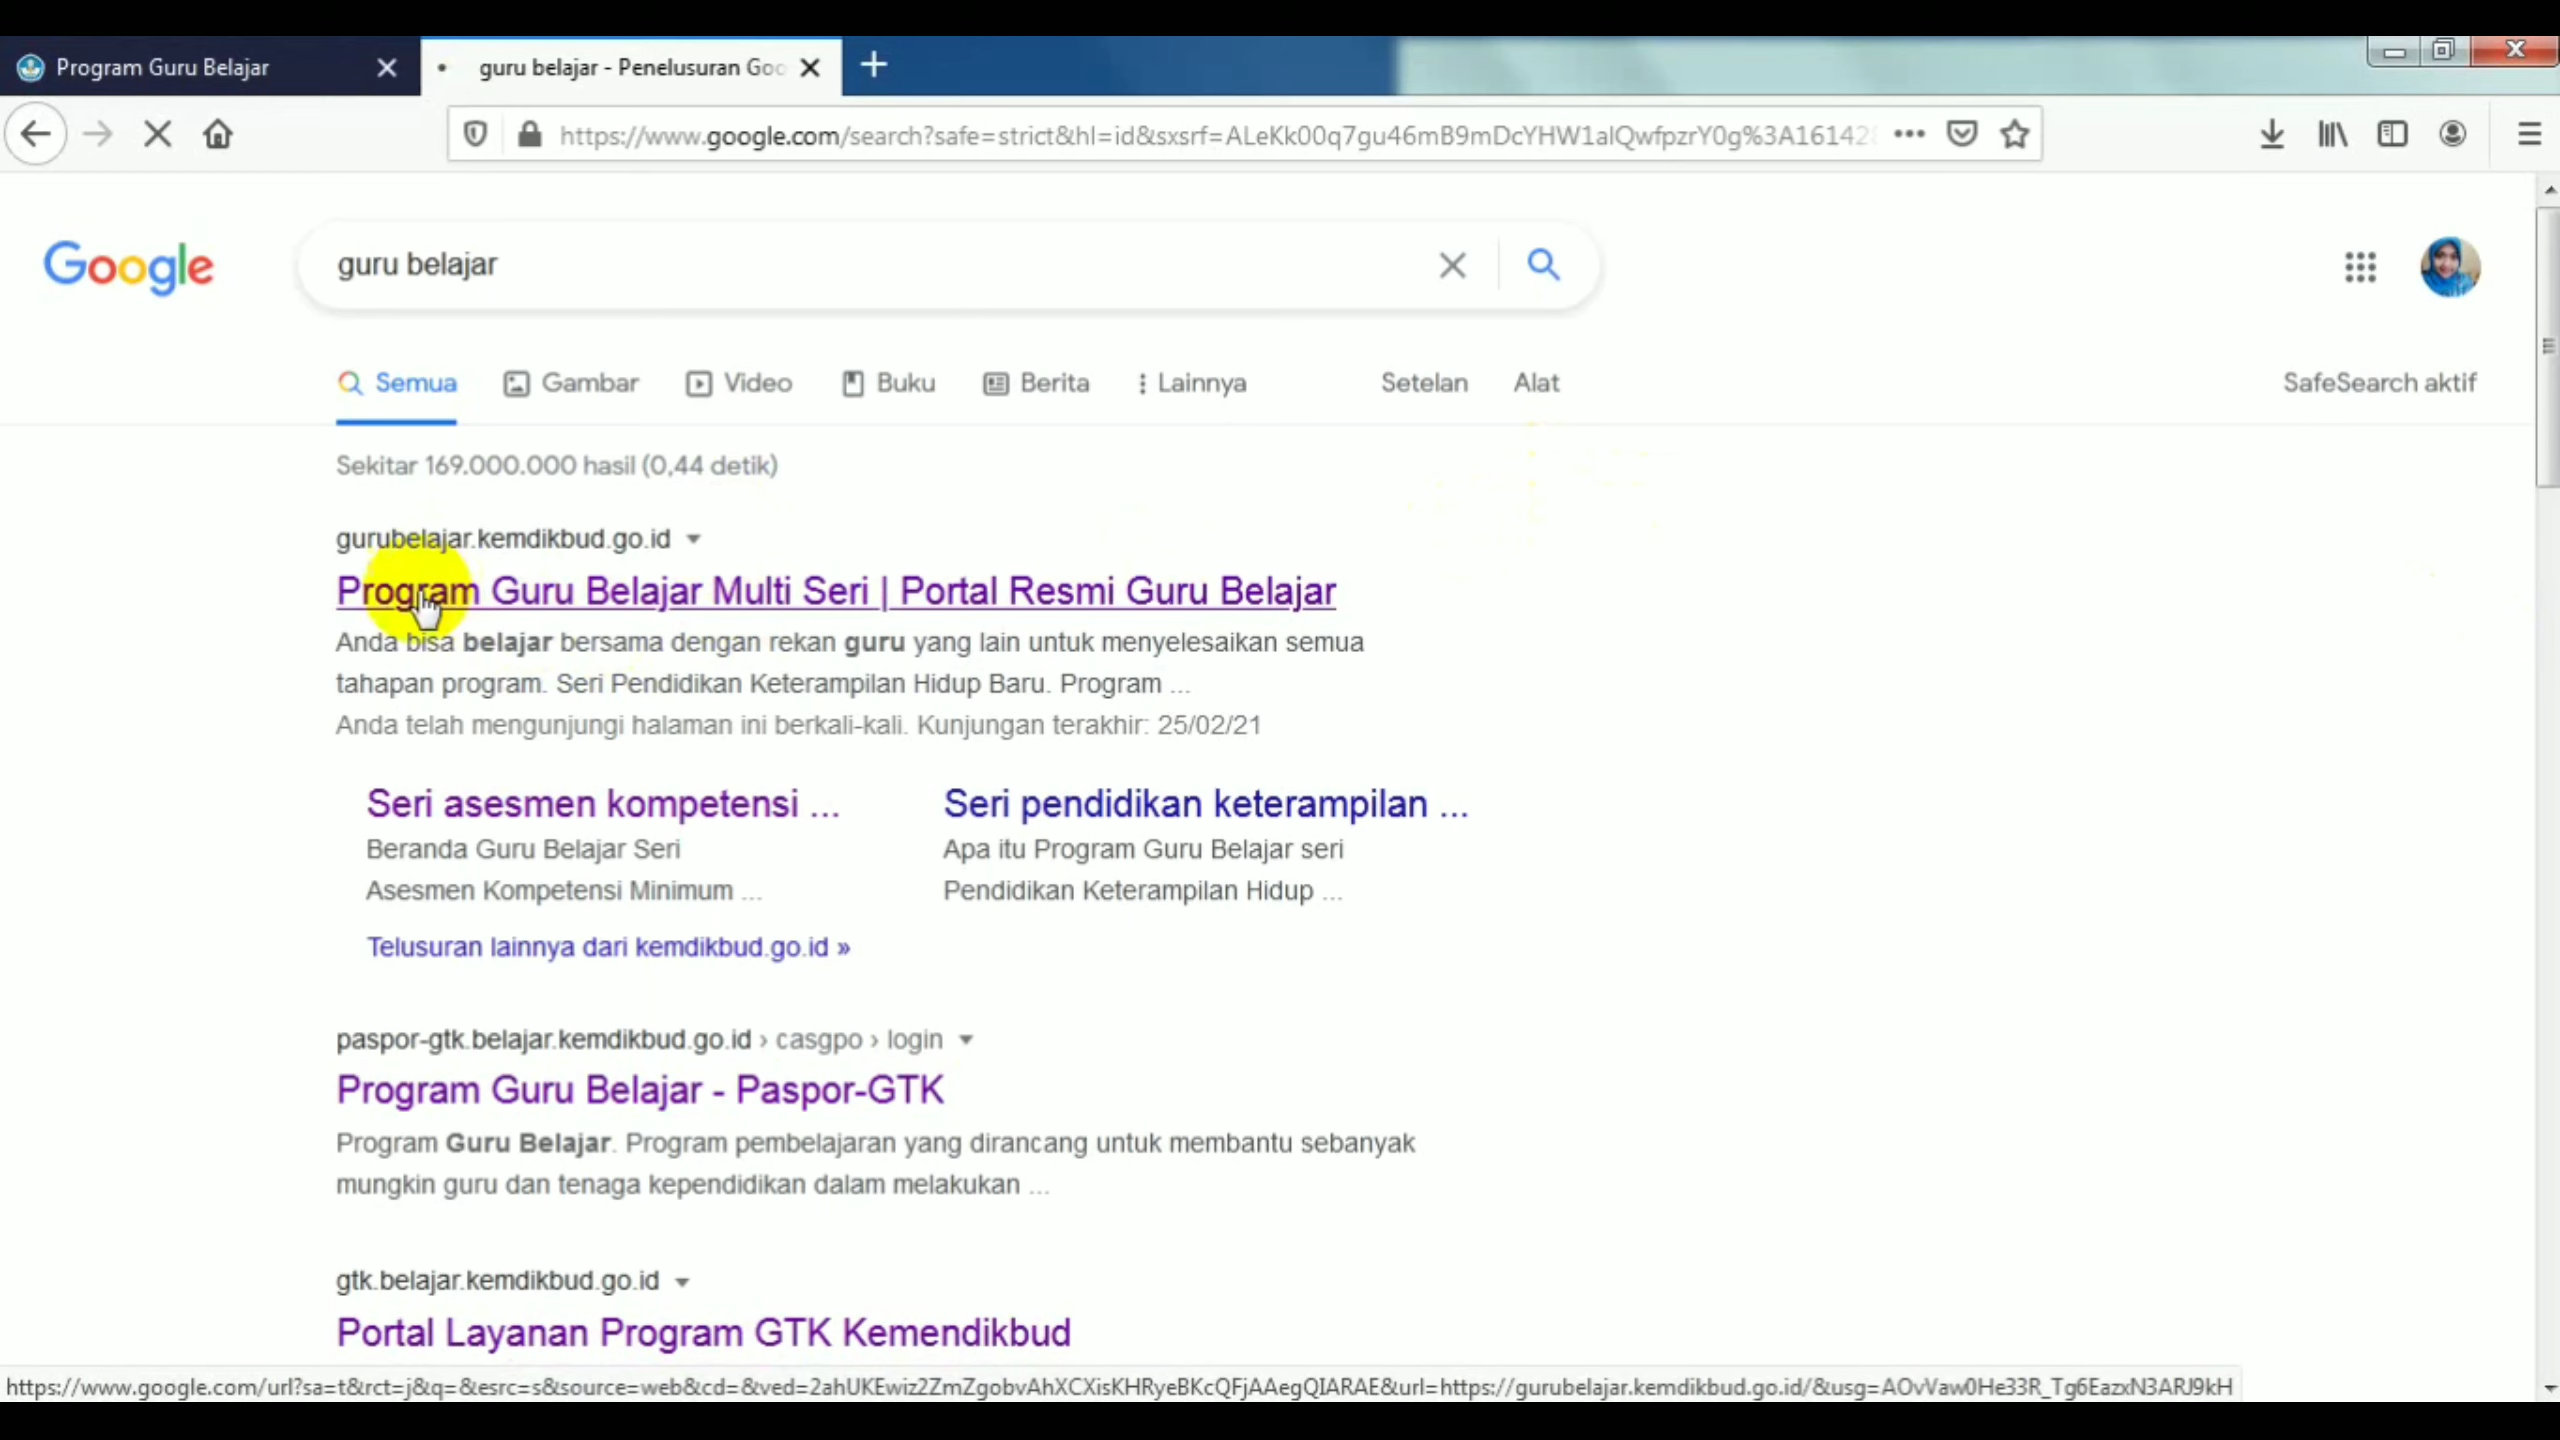 Program Guru Belajar
guru belajar - Penelusuran Goo
https://www.google.com/search?safe=strict&hl=id&sxsrf=ALeKk00q7gu46mB9mDcYHW1alQwfpzrY0g%3A16142
Google
guru belajar
Semua Gambar Video Buku Berita Lainnya Setelan Alat SafeSearch aktif
Sekitar 169.000.000 hasil (0,44 detik)
gurubelajar.kemdikbud.go.id
Program Guru Belajar Multi Seri | Portal Resmi Guru Belajar
Anda bisa belajar bersama dengan rekan guru yang lain untuk menyelesaikan semua
tahapan program. Seri Pendidikan Keterampilan Hidup Baru. Program ...
Anda telah mengunjungi halaman ini berkali-kali. Kunjungan terakhir: 25/02/21
Seri asesmen kompetensi ...
Beranda Guru Belajar Seri
Asesmen Kompetensi Minimum ...
Seri pendidikan keterampilan ...
Apa itu Program Guru Belajar seri
Pendidikan Keterampilan Hidup ...
Telusuran lainnya dari kemdikbud.go.id »
paspor-gtk.belajar.kemdikbud.go.id › casgpo › login
Program Guru Belajar - Paspor-GTK
Program Guru Belajar. Program pembelajaran yang dirancang untuk membantu sebanyak
mungkin guru dan tenaga kependidikan dalam melakukan ...
gtk.belajar.kemdikbud.go.id
Portal Layanan Program GTK Kemendikbud
https://www.google.com/url?sa=t&rct=j&q=&esrc=s&source=web&cd=&ved=2ahUKEwiz2ZmZgobvAhXCXisKHRyeBKcQFjAAegQIARAE&url=https://gurubelajar.kemdikbud.go.id/&usg=AOvVaw0He33R_Tg6EazxN3ARJ9kH